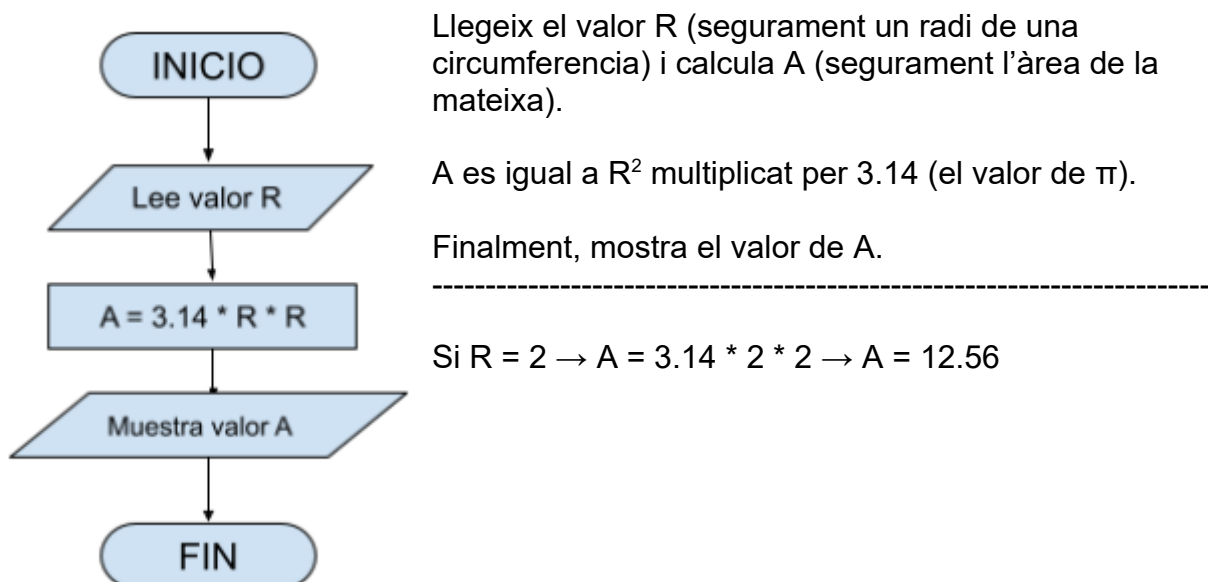 INICIO
Lee valor R
A = 3.14 * R * R
Muestra valor A
FIN
Llegeix el valor R (segurament un radi de una
circumferencia) i calcula A (segurament l'àrea de la
mateixa).
A es igual a R² multiplicat per 3.14 (el valor de π).
Finalment, mostra el valor de A.
-------------------------------------------------------------------------
Si R = 2 → A = 3.14 * 2 * 2 → A = 12.56